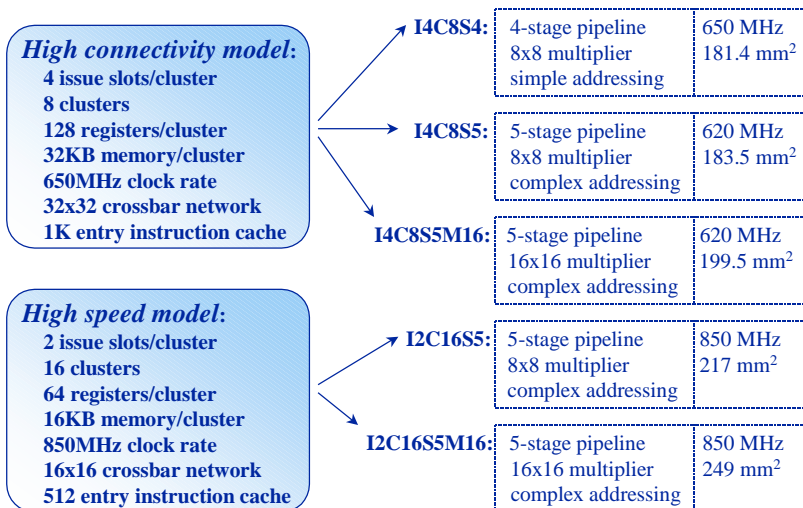 High connectivity model:
4 issue slots/cluster
8 clusters
128 registers/cluster
32KB memory/cluster
650MHz clock rate
32x32 crossbar network
1K entry instruction cache
I4C8S4:
4-stage pipeline
8x8 multiplier
simple addressing
650 MHz
181.4 mm²
I4C8S5:
5-stage pipeline
8x8 multiplier
complex addressing
620 MHz
183.5 mm²
I4C8S5M16:
5-stage pipeline
16x16 multiplier
complex addressing
620 MHz
199.5 mm²
High speed model:
2 issue slots/cluster
16 clusters
64 registers/cluster
16KB memory/cluster
850MHz clock rate
16x16 crossbar network
512 entry instruction cache
I2C16S5:
5-stage pipeline
8x8 multiplier
complex addressing
850 MHz
217 mm²
I2C16S5M16:
5-stage pipeline
16x16 multiplier
complex addressing
850 MHz
249 mm²